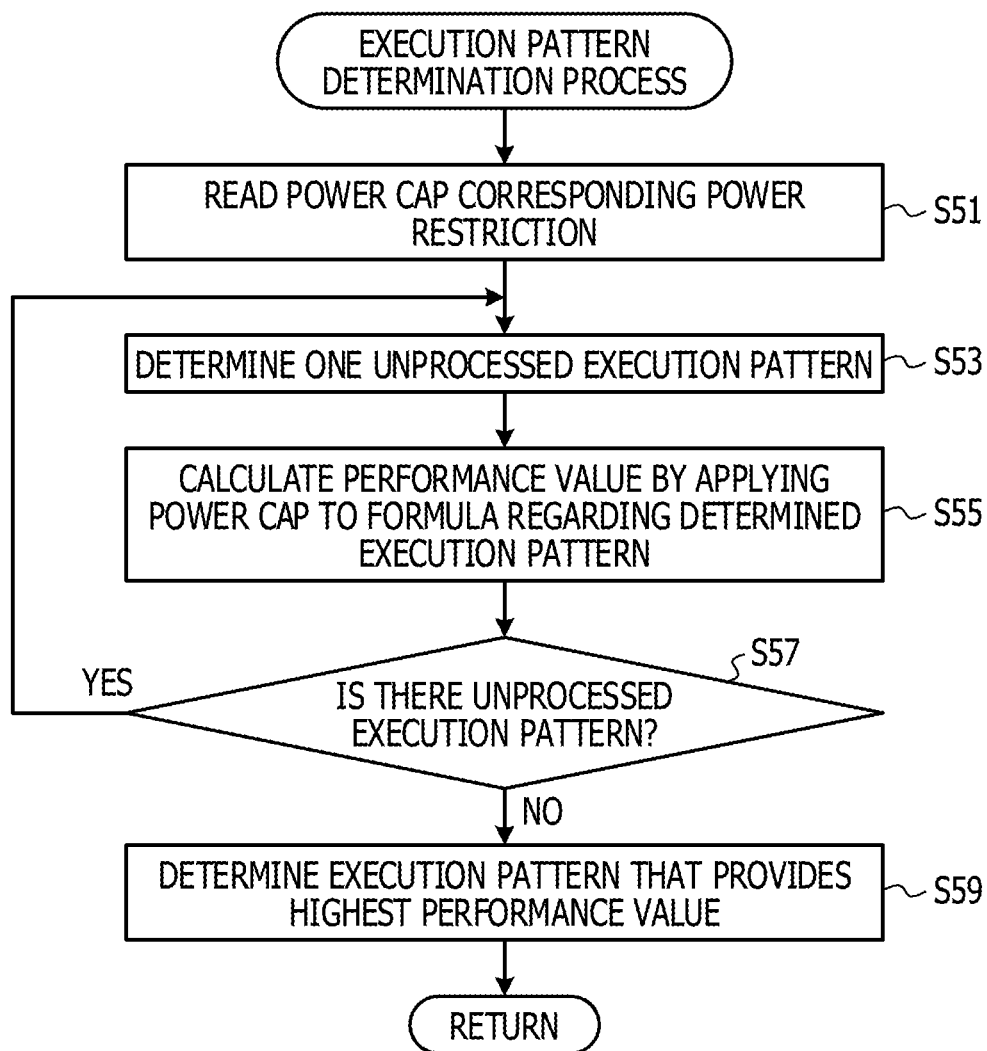 EXECUTION PATTERN
DETERMINATION PROCESS
READ POWER CAP CORRESPONDING POWER
RESTRICTION
S51
DETERMINE ONE UNPROCESSED EXECUTION PATTERN
S53
CALCULATE PERFORMANCE VALUE BY APPLYING
POWER CAP TO FORMULA REGARDING DETERMINED
EXECUTION PATTERN
S55
S57
YES
IS THERE UNPROCESSED
EXECUTION PATTERN?
NO
DETERMINE EXECUTION PATTERN THAT PROVIDES
HIGHEST PERFORMANCE VALUE
S59
RETURN